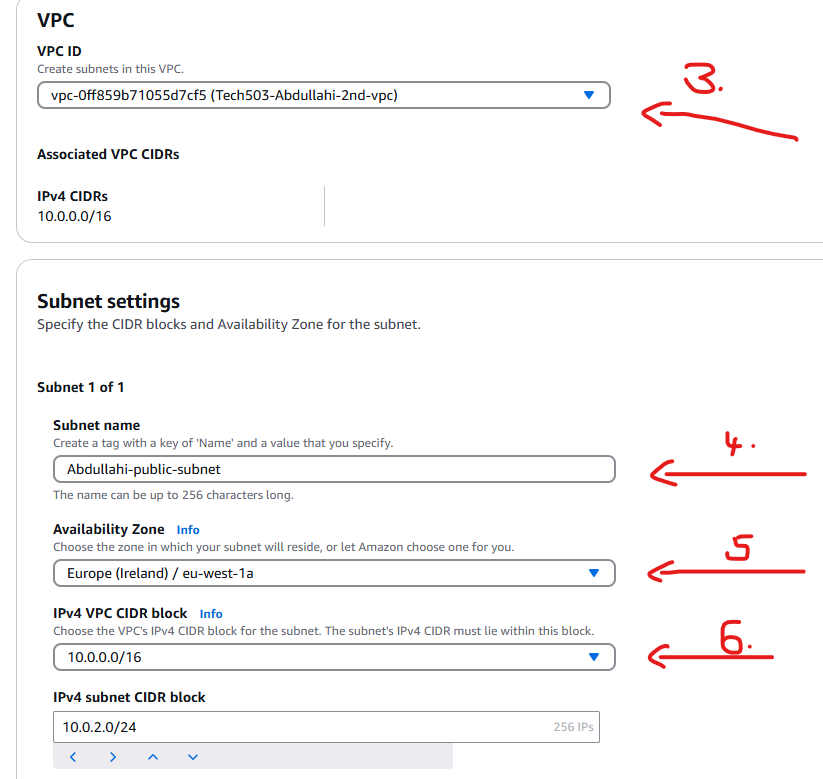 VPC
VPC ID
Create subnets in this VPC.
vpc-0ff859b71055d7cf5 (Tech503-Abdullahi-2nd-vpc)
3.
Associated VPC CIDRs
IPv4 CIDRs
10.0.0.0/16
Subnet settings
Specify the CIDR blocks and Availability Zone for the subnet.
Subnet 1 of 1
Subnet name
Create a tag with a key of 'Name' and a value that you specify.
4.
Abdullahi-public-subnet
The name can be up to 256 characters long.
Availability Zone Info
Choose the zone in which your subnet will reside, or let Amazon choose one for you.
5
Europe (Ireland) / eu-west-1a
IPv4 VPC CIDR block Info
Choose the VPC's IPv4 CIDR block for the subnet. The subnet's IPv4 CIDR must lie within this block.
6.
10.0.0.0/16
IPv4 subnet CIDR block
10.0.2.0/24 256 IPs